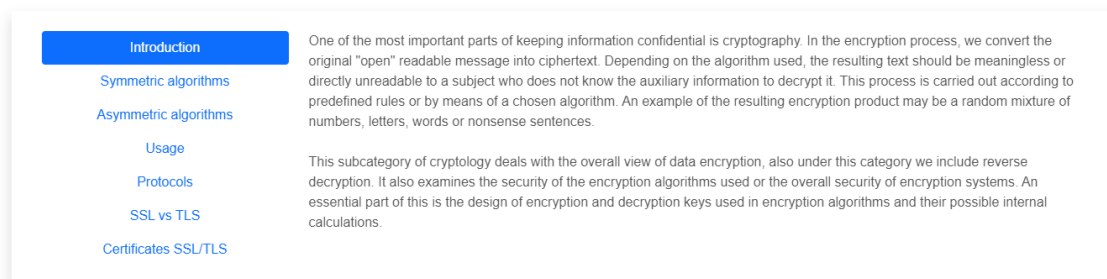 Introduction
Symmetric algorithms
Asymmetric algorithms
Usage
Protocols
SSL vs TLS
Certificates SSL/TLS
One of the most important parts of keeping information confidential is cryptography. In the encryption process, we convert the
original "open" readable message into ciphertext. Depending on the algorithm used, the resulting text should be meaningless or
directly unreadable to a subject who does not know the auxiliary information to decrypt it. This process is carried out according to
predefined rules or by means of a chosen algorithm. An example of the resulting encryption product may be a random mixture of
numbers, letters, words or nonsense sentences.
This subcategory of cryptology deals with the overall view of data encryption, also under this category we include reverse
decryption. It also examines the security of the encryption algorithms used or the overall security of encryption systems. An
essential part of this is the design of encryption and decryption keys used in encryption algorithms and their possible internal
calculations.